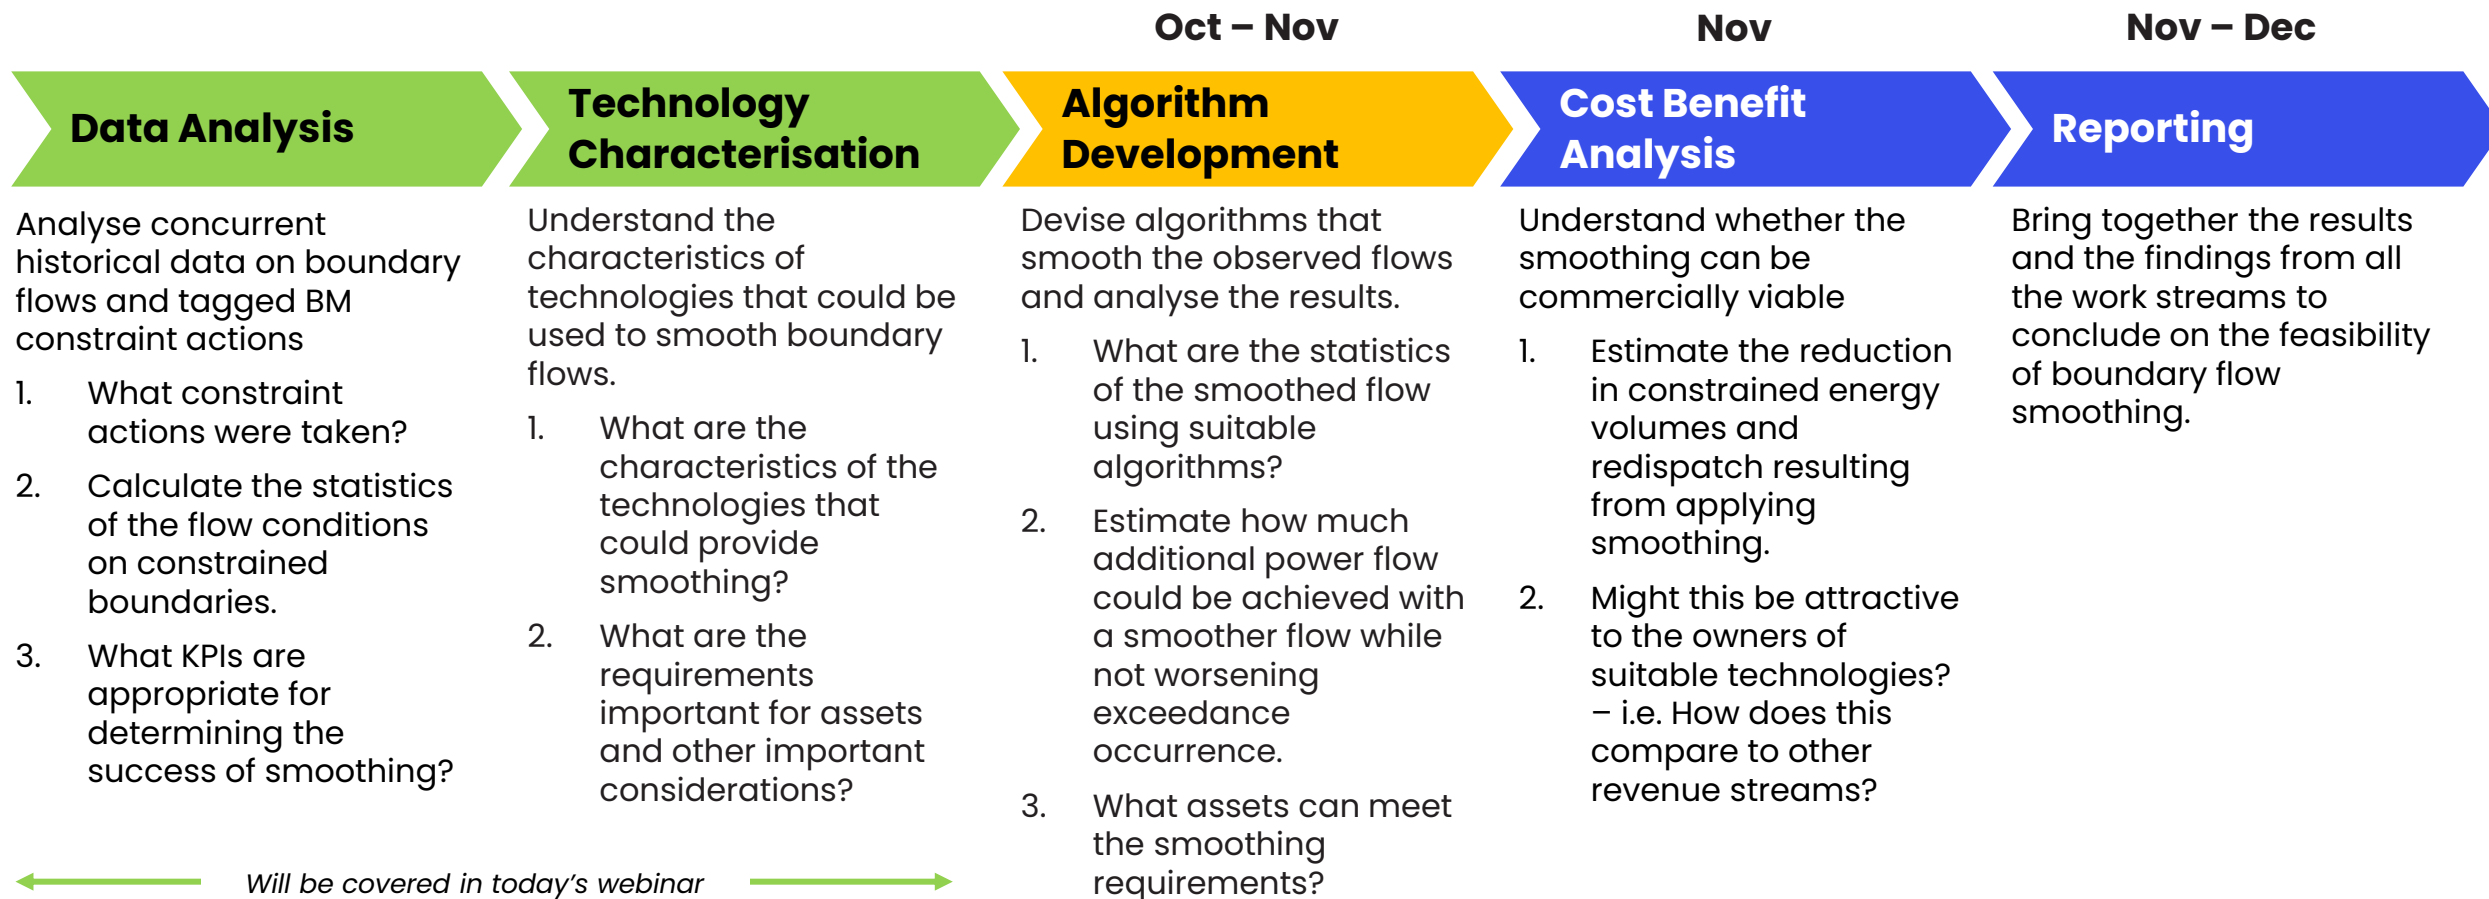 Oct – Nov
Nov
Nov – Dec
Data Analysis
Technology
Characterisation
Algorithm
Development
Cost Benefit
Analysis
Reporting
Analyse concurrent
historical data on boundary
flows and tagged BM
constraint actions
1. What constraint
actions were taken?
2. Calculate the statistics
of the flow conditions
on constrained
boundaries.
3. What KPIs are
appropriate for
determining the
success of smoothing?
Understand the
characteristics of
technologies that could be
used to smooth boundary
flows.
1. What are the
characteristics of the
technologies that
could provide
smoothing?
2. What are the
requirements
important for assets
and other important
considerations?
Will be covered in today’s webinar
Devise algorithms that
smooth the observed flows
and analyse the results.
1. What are the statistics
of the smoothed flow
using suitable
algorithms?
2. Estimate how much
additional power flow
could be achieved with
a smoother flow while
not worsening
exceedance
occurrence.
3. What assets can meet
the smoothing
requirements?
Understand whether the
smoothing can be
commercially viable
1. Estimate the reduction
in constrained energy
volumes and
redispatch resulting
from applying
smoothing.
2. Might this be attractive
to the owners of
suitable technologies?
– i.e. How does this
compare to other
revenue streams?
Bring together the results
and the findings from all
the work streams to
conclude on the feasibility
of boundary flow
smoothing.